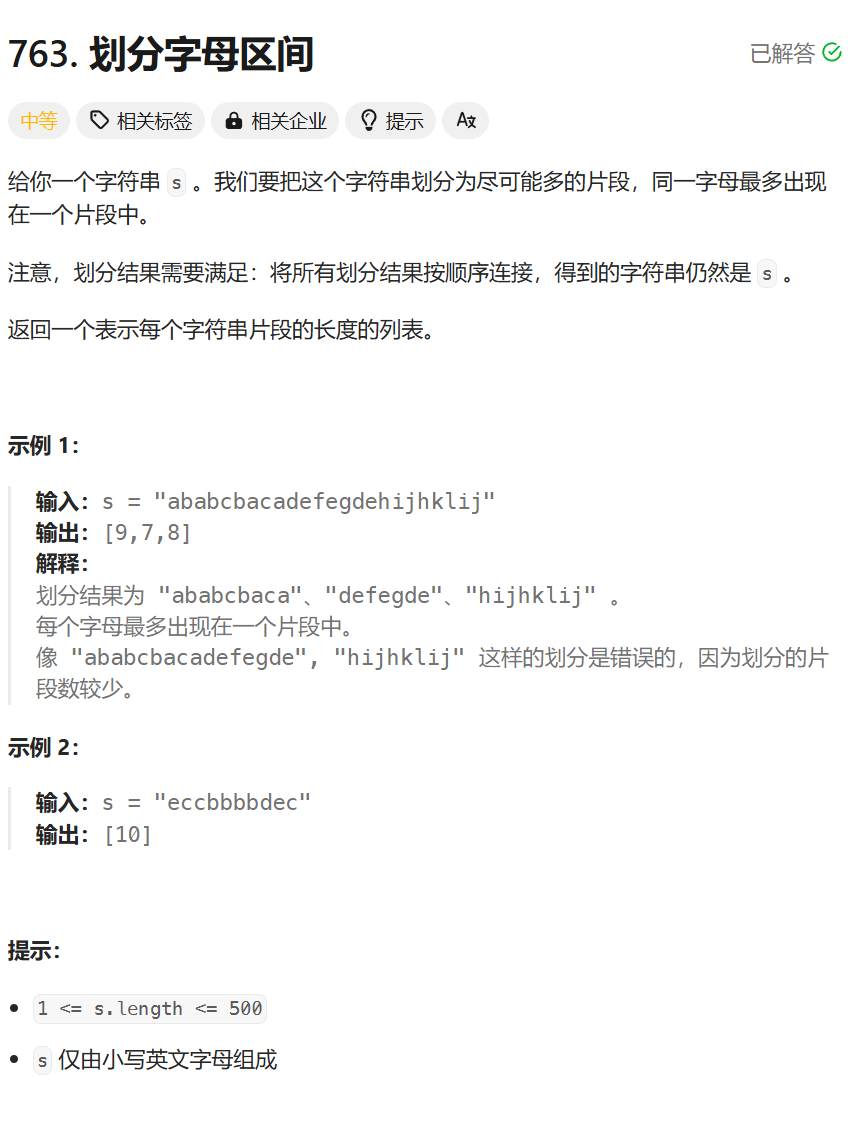 763. 划分字母区间
已解答
中等
相关标签
相关企业
提示
给你一个字符串 s 。我们要把这个字符串划分为尽可能多的片段，同一字母最多出现
在一个片段中。
注意，划分结果需要满足：将所有划分结果按顺序连接，得到的字符串仍然是 s 。
返回一个表示每个字符串片段的长度的列表。
示例 1：
输入：s = "ababcbacadefegdehijhklij"
输出：[9,7,8]
解释：
划分结果为 "ababcbaca"、"defegde"、"hijhklij" 。
每个字母最多出现在一个片段中。
像 "ababcbacadefegde", "hijhklij" 这样的划分是错误的，因为划分的片
段数较少。
示例 2：
输入：s = "eccbbbbdec"
输出：[10]
提示：
1 <= s.length <= 500
s 仅由小写英文字母组成